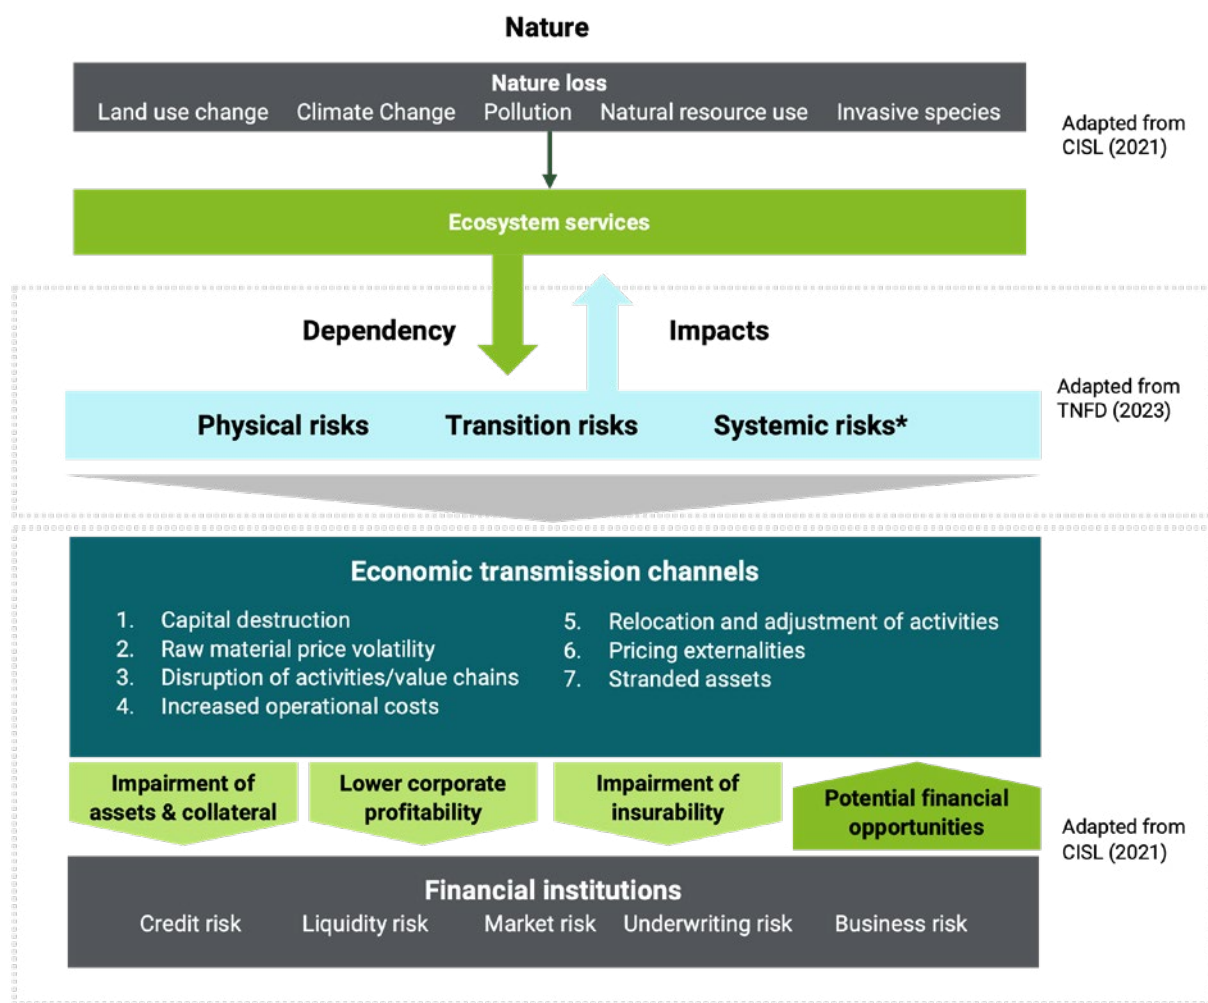 Nature
Nature loss
Land use change Climate Change Pollution Natural resource use Invasive species
Adapted from
CISL (2021)
Ecosystem services
Dependency Impacts
Adapted from
TNFD (2023)
Physical risks Transition risks Systemic risks*
Economic transmission channels
1. Capital destruction
2. Raw material price volatility
3. Disruption of activities/value chains
4. Increased operational costs
5. Relocation and adjustment of activities
6. Pricing externalities
7. Stranded assets
Impairment of
assets & collateral
Lower corporate
profitability
Impairment of
insurability
Potential financial
opportunities
Adapted from
CISL (2021)
Financial institutions
Credit risk Liquidity risk Market risk Underwriting risk Business risk